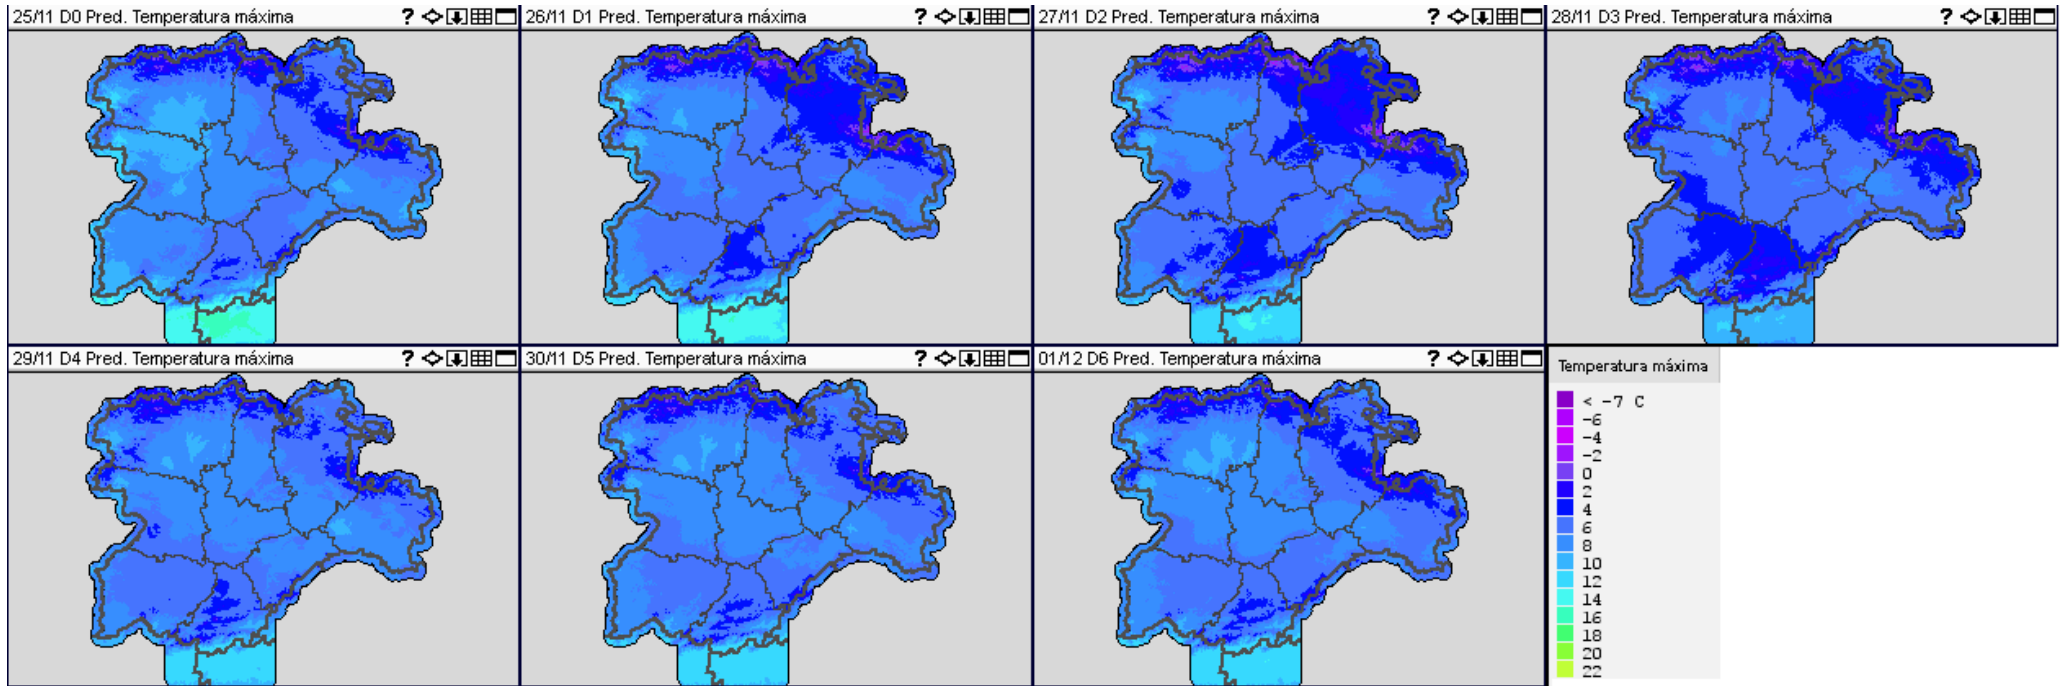 25/11 D0 Pred. Temperatura máxima ?
26/11 D1 Pred. Temperatura máxima ?
27/11 D2 Pred. Temperatura máxima ?
28/11 D3 Pred. Temperatura máxima ?
29/11 D4 Pred. Temperatura máxima ?
30/11 D5 Pred. Temperatura máxima ?
01/12 D6 Pred. Temperatura máxima ?
Temperatura máxima
< -7 C
-6
-4
-2
0
2
4
6
8
10
12
14
16
18
20
22